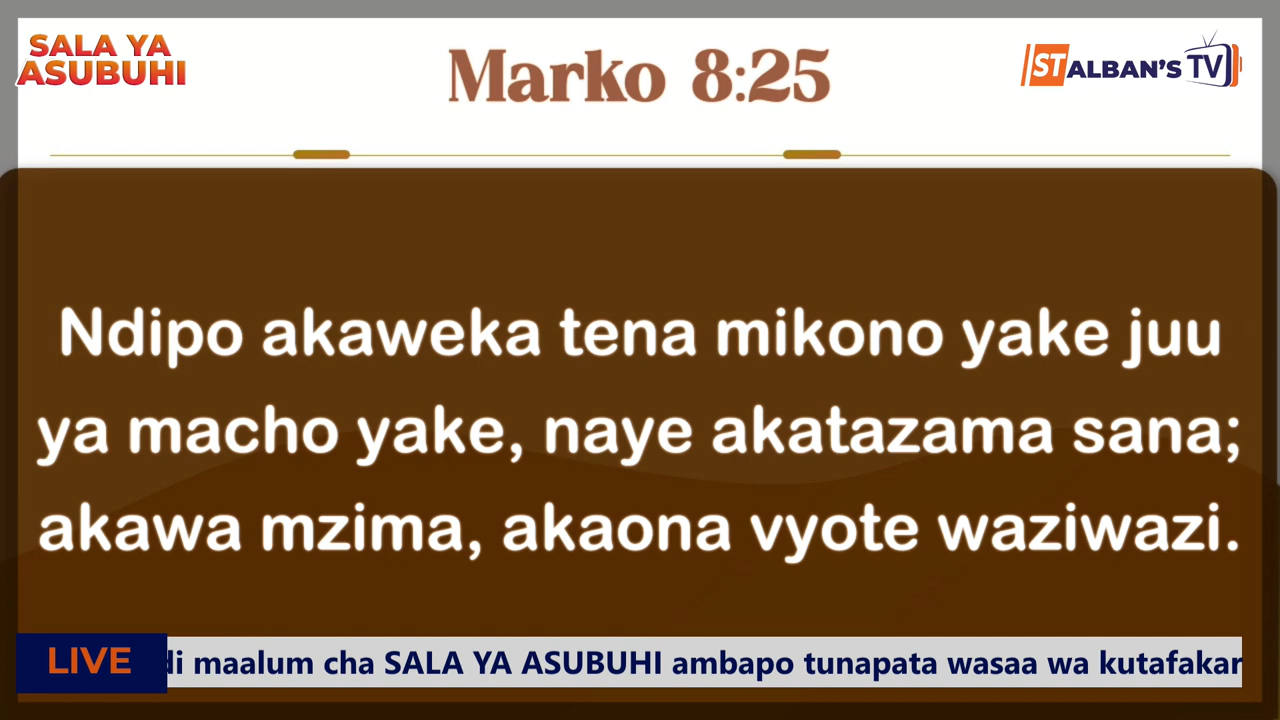 SALA YA
ASUBUHI
Marko 8:25
ST ALBAN'S TV
Ndipo akaweka tena mikono yake juu
ya macho yake, naye akatazama sana;
akawa mzima, akaona vyote waziwazi.
LIVE
maalum cha SALA YA ASUBUHI ambapo tunapata wasaa wa kutafakar